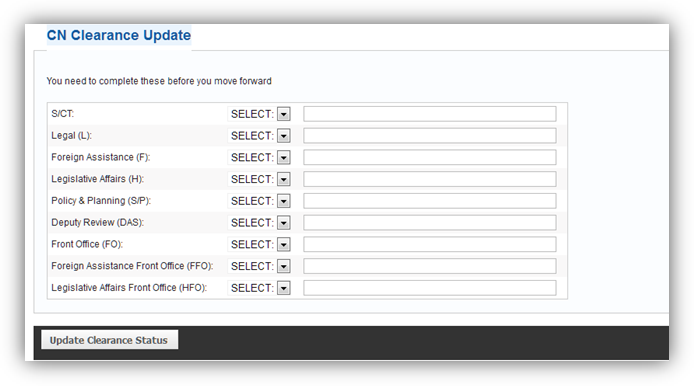 CN Clearance Update
You need to complete these before you move forward
S/CT: SELECT:
Legal (L): SELECT:
Foreign Assistance (F): SELECT:
Legislative Affairs (H): SELECT:
Policy & Planning (S/P): SELECT:
Deputy Review (DAS): SELECT:
Front Office (FO): SELECT:
Foreign Assistance Front Office (FFO): SELECT:
Legislative Affairs Front Office (HFO): SELECT:
Update Clearance Status